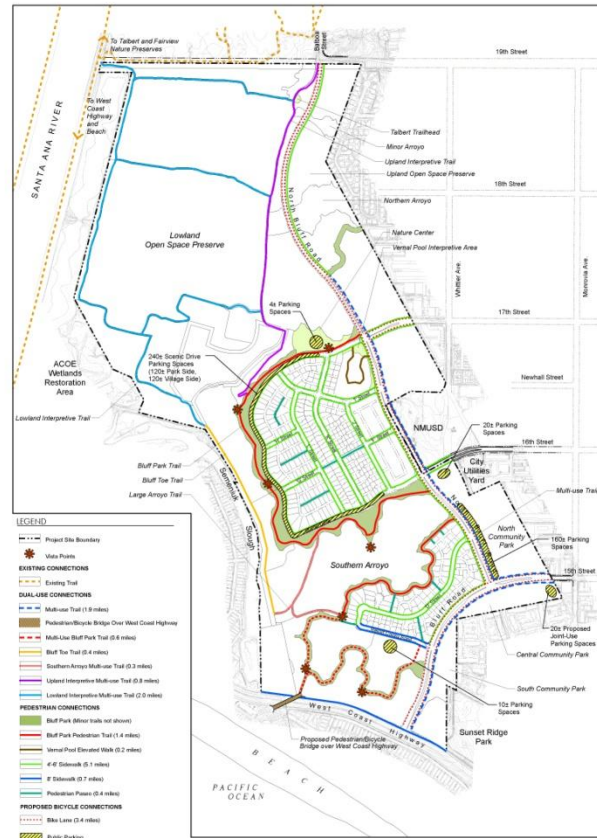 To Talbert and Fairview
Nature Preserves
Balboa
Street
19th Street
To West
Coast
Highway
and
Beach
SANTA ANA RIVER
Talbert Trailhead
Minor Arroyo
Upland Interpretive Trail
Upland Open Space Preserve
18th Street
North Bluff Road
Northern Arroyo
Lowland
Open Space Preserve
Nature Center
Vernal Pool Interpretive Area
Whittier Ave.
Monrovia Ave.
4± Parking
Spaces
17th Street
240± Scenic Drive
Parking Spaces
(120± Park Side,
120± Village Side)
ACOE
Wetlands
Restoration
Area
Newhall Street
Lowland Interpretive Trail
NMUSD
20± Parking
Spaces
16th Street
City
Utilities
Yard
Bluff Park Trail
Bluff Toe Trail
Large Arroyo Trail
Multi-use Trail
Semeniuk
Slough
North
Community
Park
160± Parking
Spaces
Southern Arroyo
15th Street
Bluff Road
20± Proposed
Joint-Use
Parking Spaces
Central Community Park
South Community Park
10± Parking
Spaces
West Coast Highway
Sunset Ridge
Park
Proposed Pedestrian/Bicycle
Bridge over West Coast Highway
BEACH
PACIFIC
OCEAN
LEGEND
Project Site Boundary
Vista Points
EXISTING CONNECTIONS
Existing Trail
DUAL-USE CONNECTIONS
Multi-use Trail (1.9 miles)
Pedestrian/Bicycle Bridge Over West Coast Highway
Multi-Use Bluff Park Trail (0.6 miles)
Bluff Toe Trail (0.4 miles)
Southern Arroyo Multi-use Trail (0.3 miles)
Upland Interpretive Multi-use Trail (0.8 miles)
Lowland Interpretive Multi-use Trail (2.0 miles)
PEDESTRIAN CONNECTIONS
Bluff Park (Minor trails not shown)
Bluff Park Pedestrian Trail (1.4 miles)
Vernal Pool Elevated Walk (0.2 miles)
4'-6' Sidewalk (5.1 miles)
8' Sidewalk (0.7 miles)
Pedestrian Paseo (0.4 miles)
PROPOSED BICYCLE CONNECTIONS
Bike Lane (3.4 miles)
Public Parking